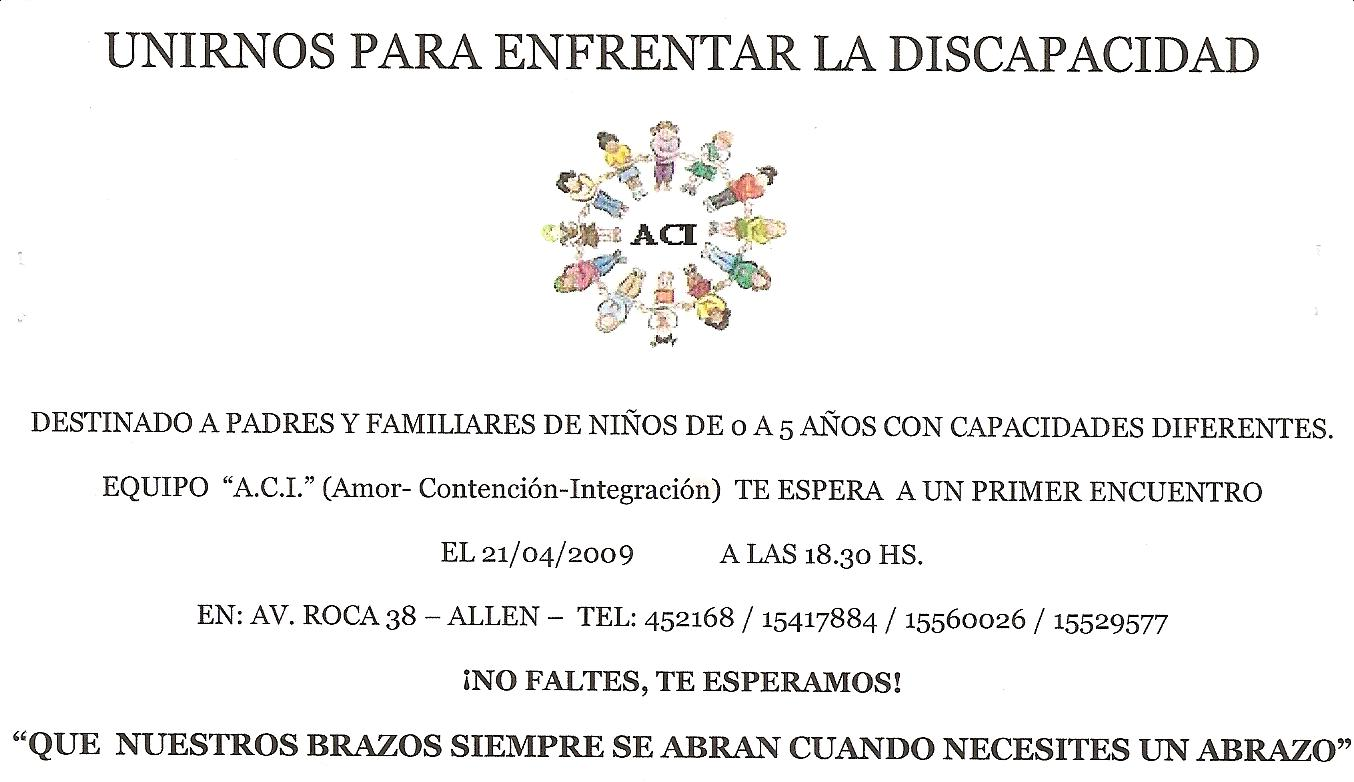 UNIRNOS PARA ENFRENTAR LA DISCAPACIDAD
ACI
DESTINADO A PADRES Y FAMILIARES DE NIÑOS DE 0 A 5 AÑOS CON CAPACIDADES DIFERENTES.
EQUIPO “A.C.I.” (Amor- Contención-Integración) TE ESPERA A UN PRIMER ENCUENTRO
EL 21/04/2009 A LAS 18.30 HS.
EN: AV. ROCA 38 – ALLEN – TEL: 452168 / 15417884 / 15560026 / 15529577
¡NO FALTES, TE ESPERAMOS!
“QUE NUESTROS BRAZOS SIEMPRE SE ABRAN CUANDO NECESITES UN ABRAZO”